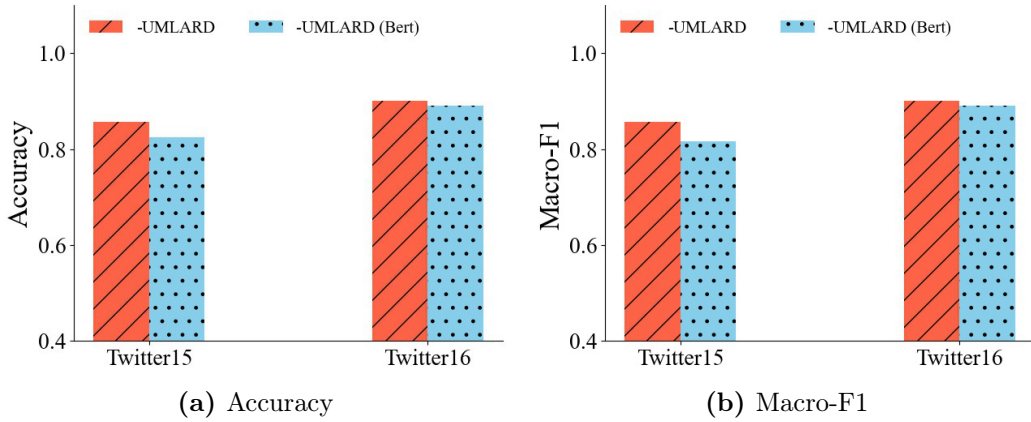 -UMLARD
-UMLARD (Bert)
1.0
0.8
0.6
0.4
Accuracy
Twitter15
Twitter16
(a) Accuracy
-UMLARD
-UMLARD (Bert)
1.0
0.8
0.6
0.4
Macro-F1
Twitter15
Twitter16
(b) Macro-F1